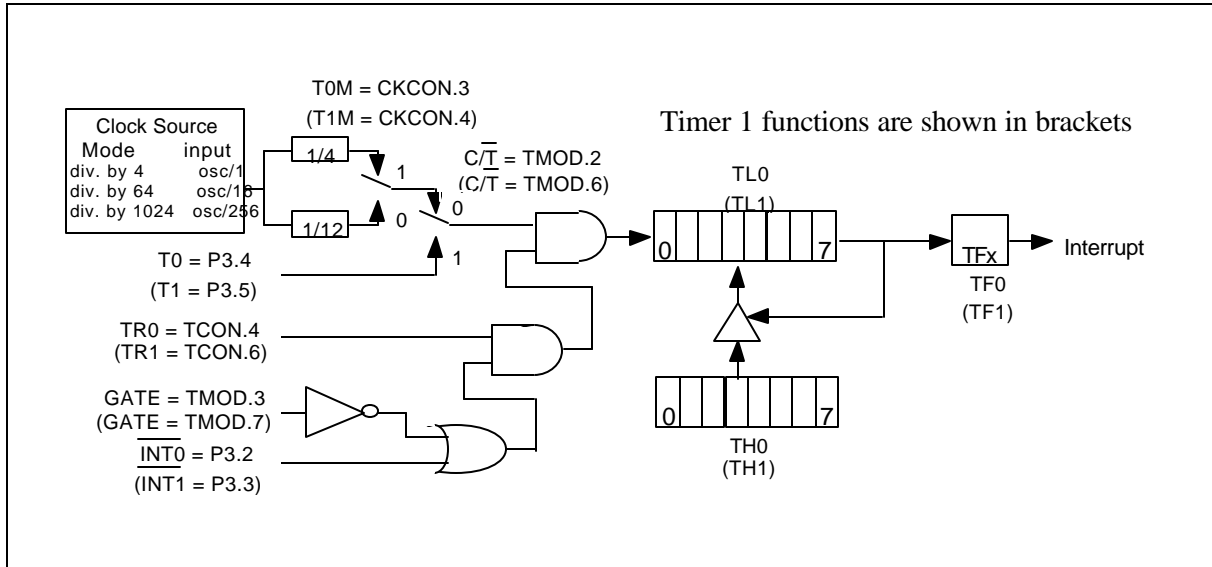 T0M = CKCON.3
(T1M = CKCON.4)
Timer 1 functions are shown in brackets
Clock Source
Mode input
div. by 4 osc/1
div. by 64 osc/16
div. by 1024 osc/256
1/4
1/12
1
0
C/T̅ = TMOD.2
(C/T̅ = TMOD.6)
0
1
T0 = P3.4
(T1 = P3.5)
TL0
(TL1)
0 7
TFx
Interrupt
TF0
(TF1)
TR0 = TCON.4
(TR1 = TCON.6)
GATE = TMOD.3
(GATE = TMOD.7)
I̅N̅T̅0̅ = P3.2
(I̅N̅T̅1̅ = P3.3)
0 7
TH0
(TH1)